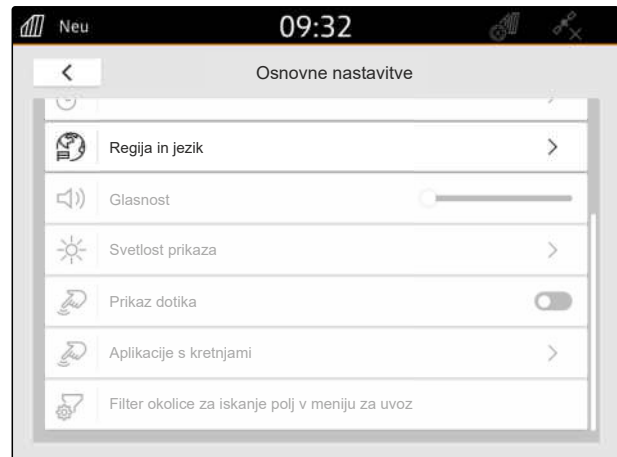 Neu
09:32
Osnovne nastavitve
Regija in jezik
Glasnost
Svetlost prikaza
Prikaz dotika
Aplikacije s kretnjami
Filter okolice za iskanje polj v meniju za uvoz